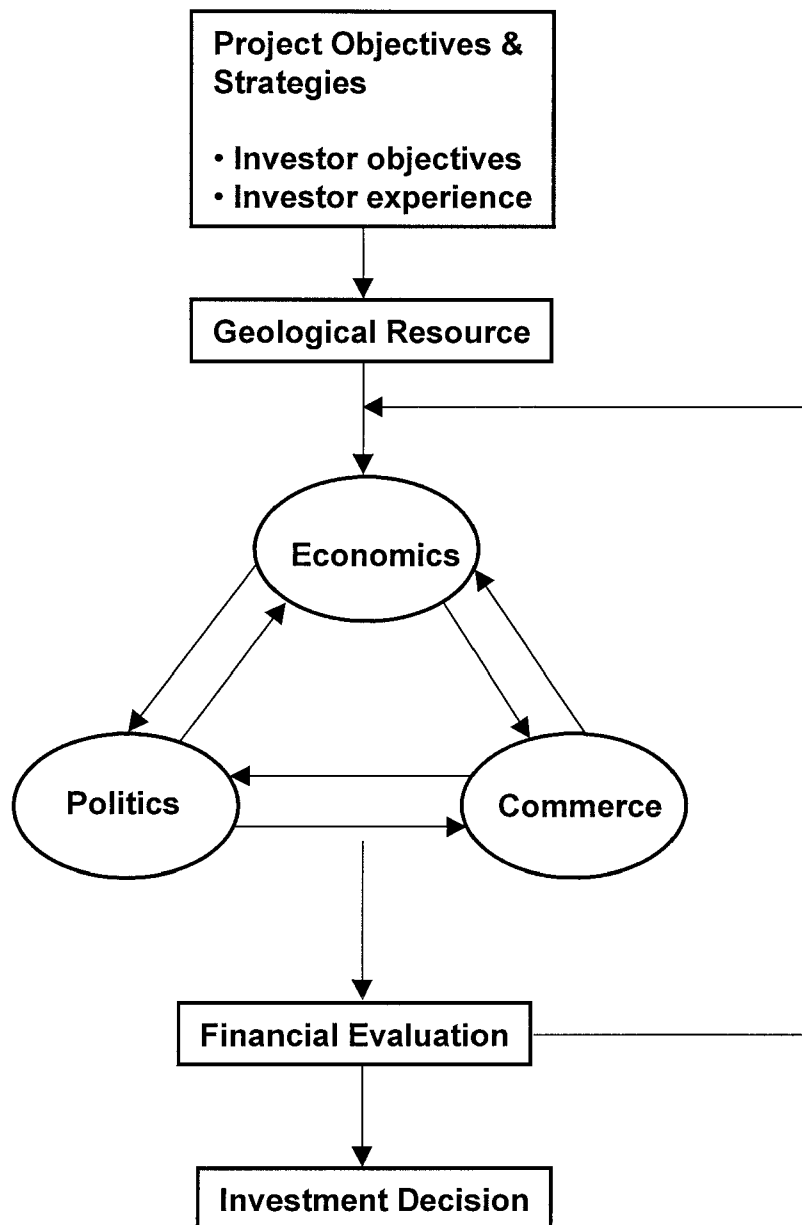 Project Objectives &
Strategies
• Investor objectives
• Investor experience
Geological Resource
Economics
Politics
Commerce
Financial Evaluation
Investment Decision